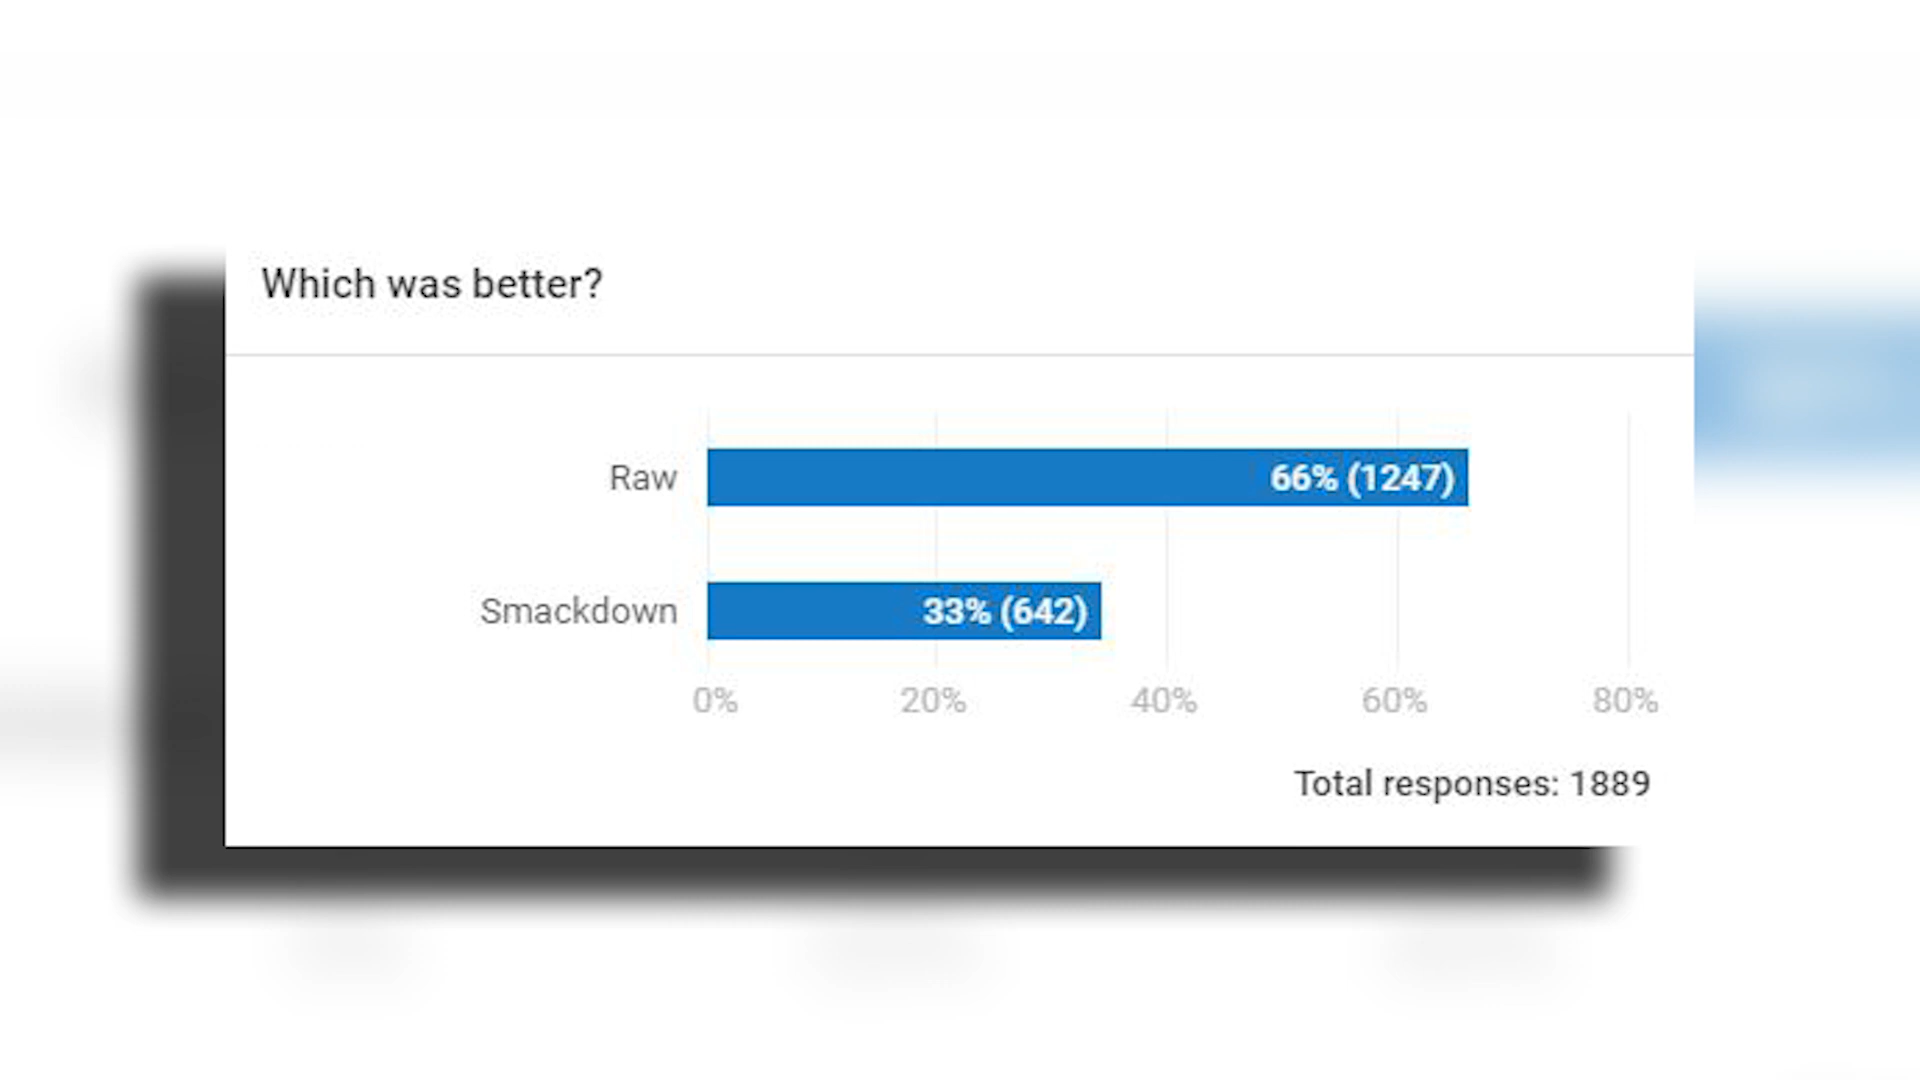 Which was better?
Raw 66% (1247)
Smackdown 33% (642)
0% 20% 40% 60% 80%
Total responses: 1889